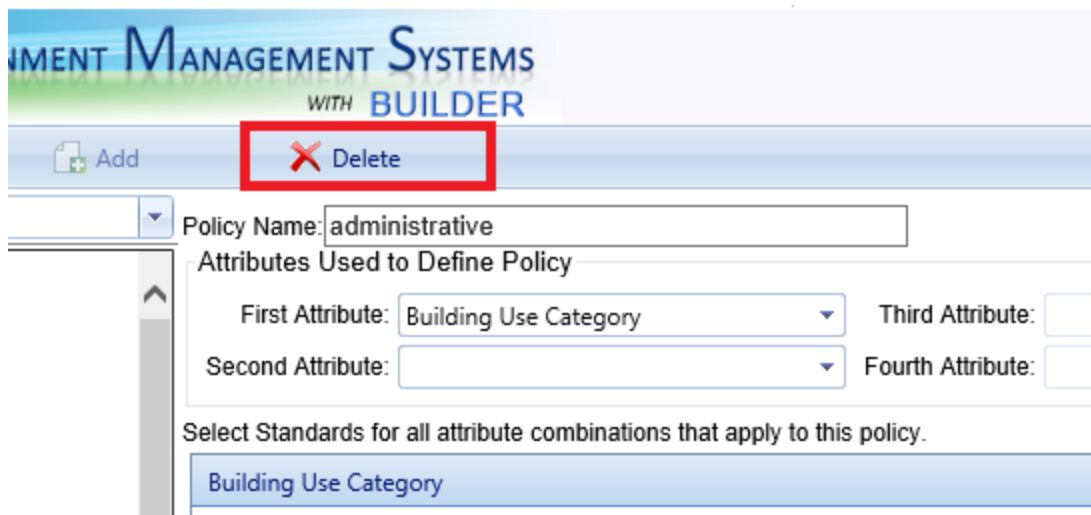 MANAGEMENT SYSTEMS
WITH BUILDER
Add Delete
Policy Name: administrative
Attributes Used to Define Policy
First Attribute: Building Use Category Third Attribute:
Second Attribute: Fourth Attribute:
Select Standards for all attribute combinations that apply to this policy.
Building Use Category